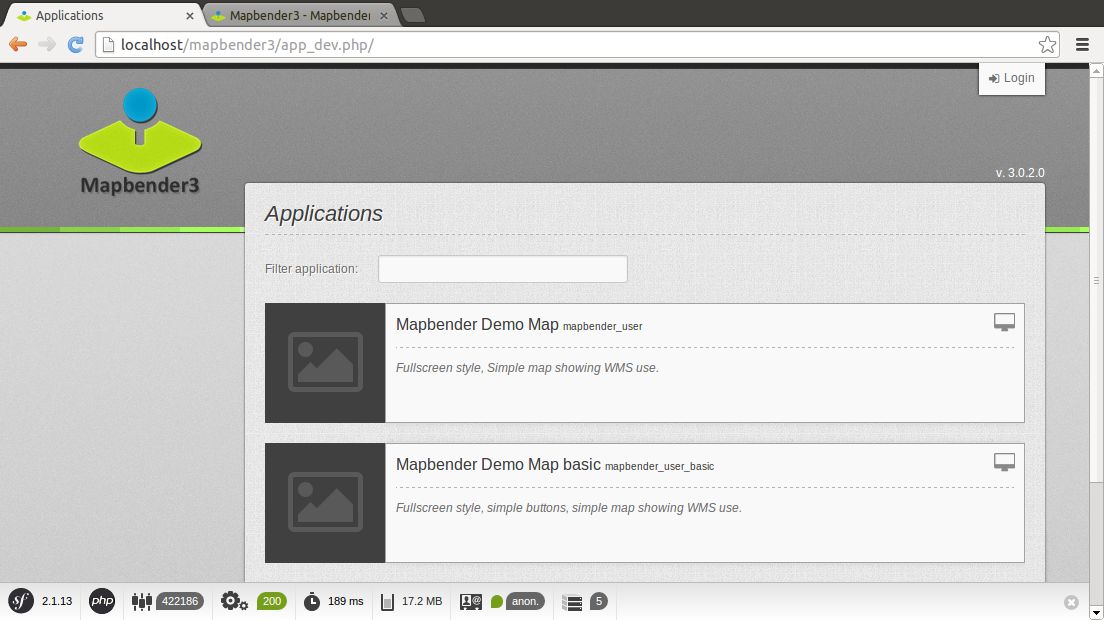 Applications
Mapbender3 - Mapbender
localhost/mapbender3/app_dev.php/
Login
Mapbender3
v. 3.0.2.0
Applications
Filter application:
Mapbender Demo Map mapbender_user
Fullscreen style, Simple map showing WMS use.
Mapbender Demo Map basic mapbender_user_basic
Fullscreen style, simple buttons, simple map showing WMS use.
sf 2.1.13 php 422186 200 189 ms 17.2 MB anon. 5